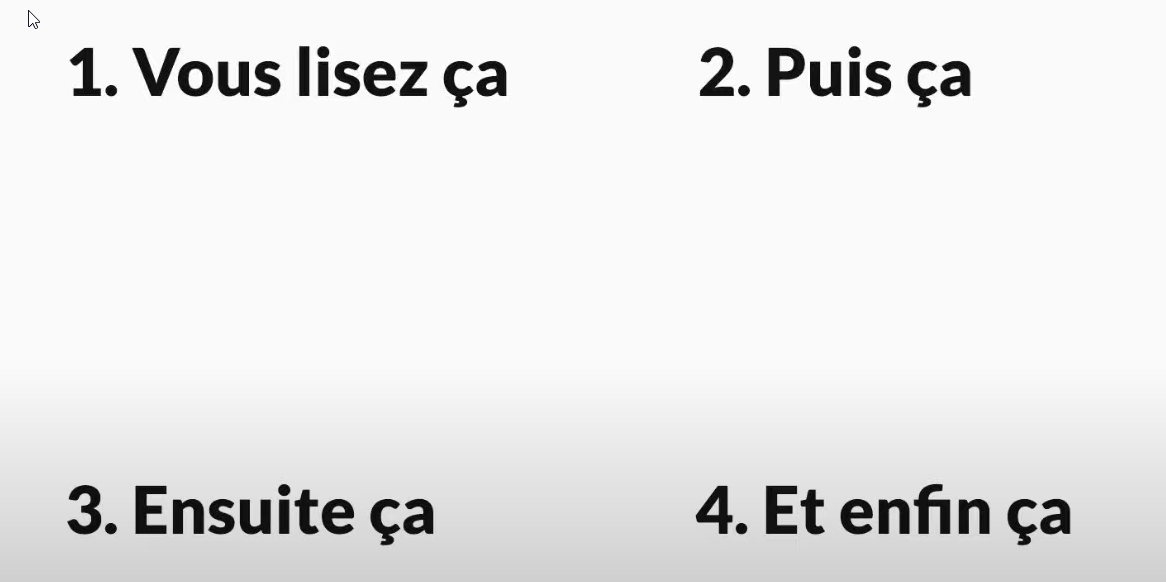 1. Vous lisez ça
2. Puis ça
3. Ensuite ça
4. Et enfin ça